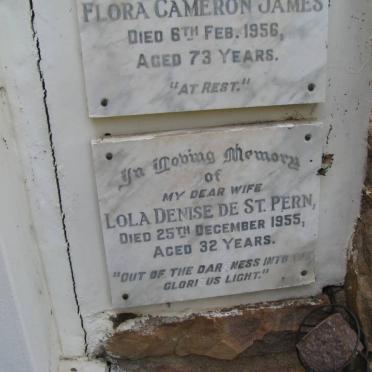 FLORA CAMERON JAMES
DIED 6TH FEB. 1956,
AGED 73 YEARS.
"AT REST."
In Loving Memory
of
MY DEAR WIFE
LOLA DENISE DE ST. PERN,
DIED 25TH DECEMBER 1955,
AGED 32 YEARS.
"OUT OF THE DAR NESS INTO
GLORI US LIGHT."